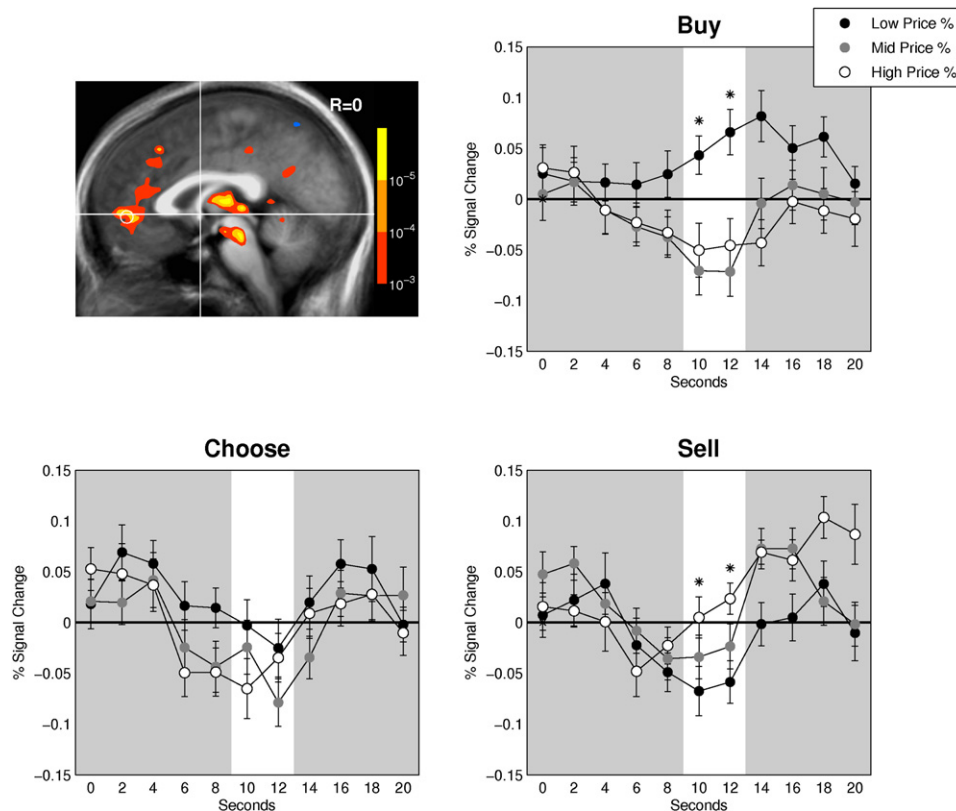 Buy
Low Price %
Mid Price %
High Price %
R=0
10⁻⁵
10⁻⁴
10⁻³
% Signal Change
0.15
0.1
0.05
0
−0.05
−0.1
−0.15
* *
0 2 4 6 8 10 12 14 16 18 20
Seconds
Choose
% Signal Change
0.15
0.1
0.05
0
−0.05
−0.1
−0.15
0 2 4 6 8 10 12 14 16 18 20
Seconds
Sell
% Signal Change
0.15
0.1
0.05
0
−0.05
−0.1
−0.15
* *
0 2 4 6 8 10 12 14 16 18 20
Seconds